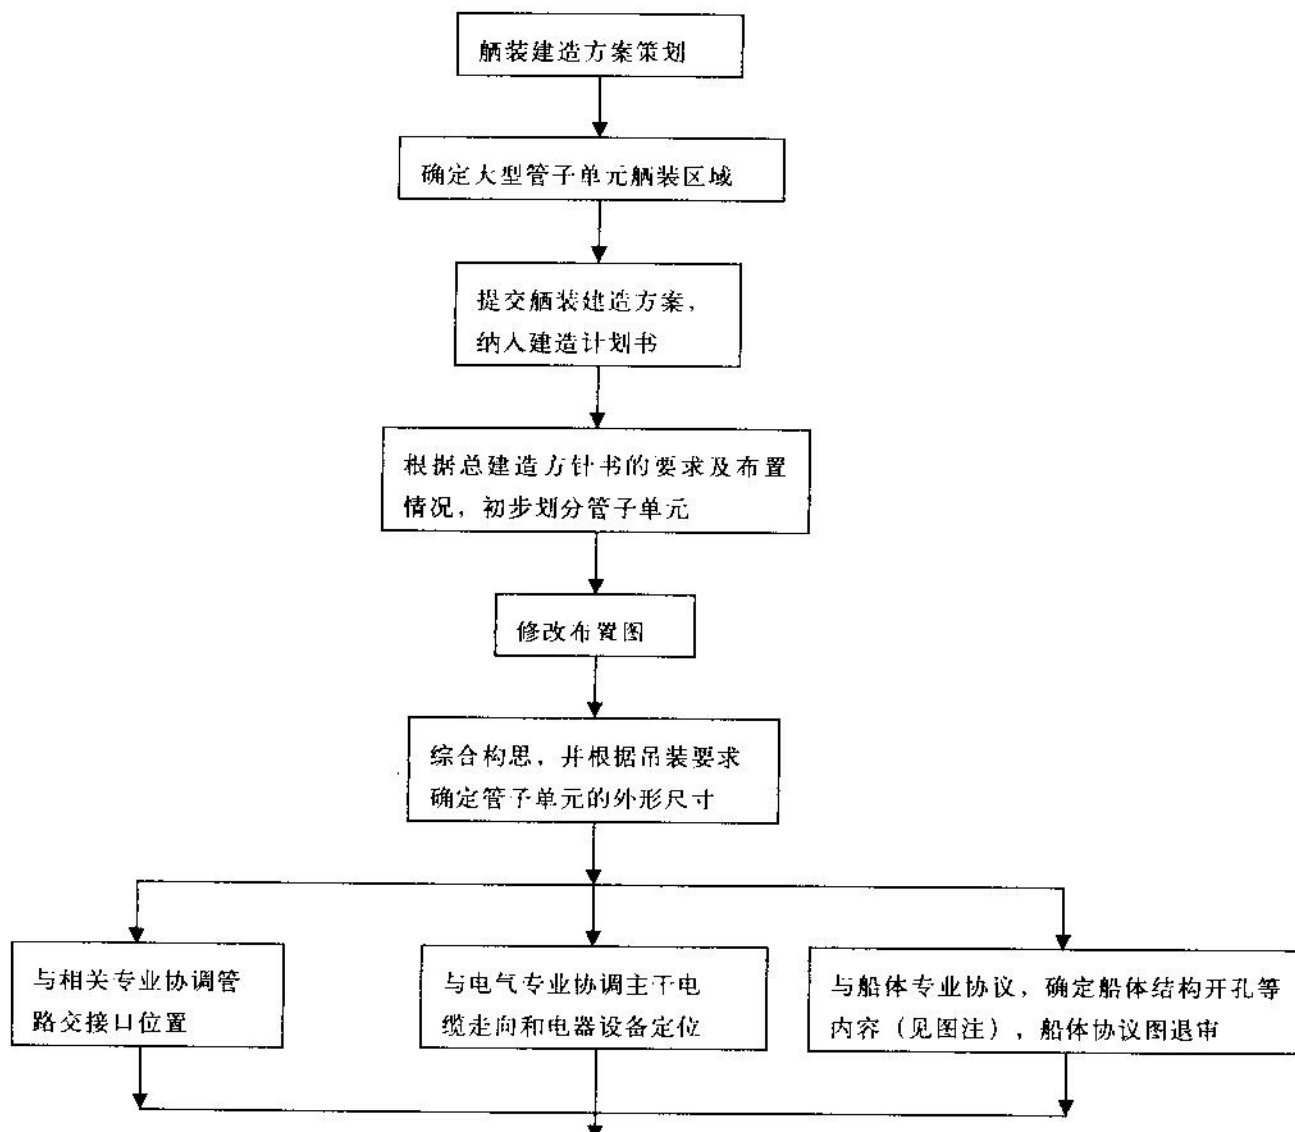 舾装建造方案策划
确定大型管子单元舾装区域
提交舾装建造方案，
纳入建造计划书
根据总建造方针书的要求及布置
情况，初步划分管子单元
修改布置图
综合构思，并根据吊装要求
确定管子单元的外形尺寸
与相关专业协调管
路交接口位置
与电气专业协调主干电
缆走向和电器设备定位
与船体专业协议，确定船体结构开孔等
内容（见图注），船体协议图退审